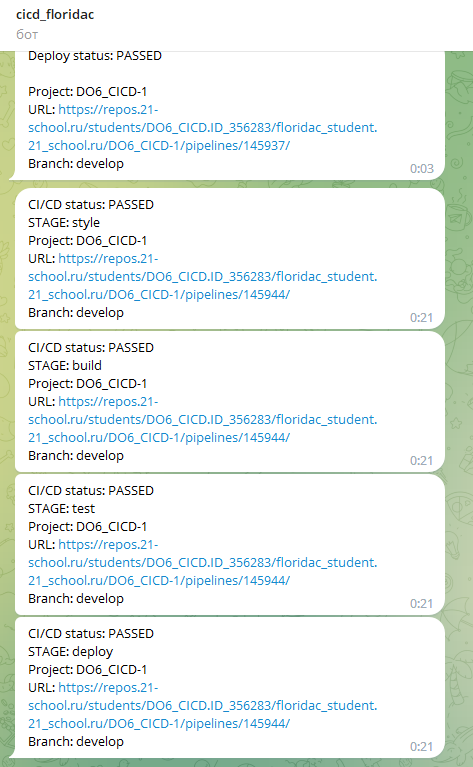 cicd_floridac
бот
Deploy status: PASSED
Project: DO6_CICD-1
URL: https://repos.21-
school.ru/students/DO6_CICD.ID_356283/floridac_student.
21_school.ru/DO6_CICD-1/pipelines/145937/
Branch: develop
0:03
CI/CD status: PASSED
STAGE: style
Project: DO6_CICD-1
URL: https://repos.21-
school.ru/students/DO6_CICD.ID_356283/floridac_student.
21_school.ru/DO6_CICD-1/pipelines/145944/
Branch: develop
0:21
CI/CD status: PASSED
STAGE: build
Project: DO6_CICD-1
URL: https://repos.21-
school.ru/students/DO6_CICD.ID_356283/floridac_student.
21_school.ru/DO6_CICD-1/pipelines/145944/
Branch: develop
0:21
CI/CD status: PASSED
STAGE: test
Project: DO6_CICD-1
URL: https://repos.21-
school.ru/students/DO6_CICD.ID_356283/floridac_student.
21_school.ru/DO6_CICD-1/pipelines/145944/
Branch: develop
0:21
CI/CD status: PASSED
STAGE: deploy
Project: DO6_CICD-1
URL: https://repos.21-
school.ru/students/DO6_CICD.ID_356283/floridac_student.
21_school.ru/DO6_CICD-1/pipelines/145944/
Branch: develop
0:21